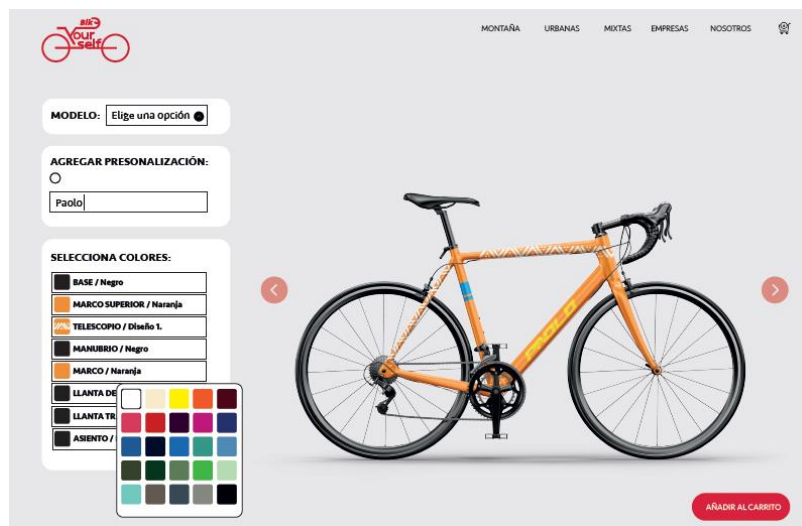 Bik
Your
self
MONTAÑA URBANAS MIXTAS EMPRESAS NOSOTROS
MODELO: Elige una opción
AGREGAR PRESONALIZACIÓN:
Paolo
SELECCIONA COLORES:
BASE / Negro
MARCO SUPERIOR / Naranja
TELESCOPIO / Diseño 1.
MANUBRIO / Negro
MARCO / Naranja
LLANTA DE
LLANTA TR
ASIENTO /
PAOLO
AÑADIR AL CARRITO